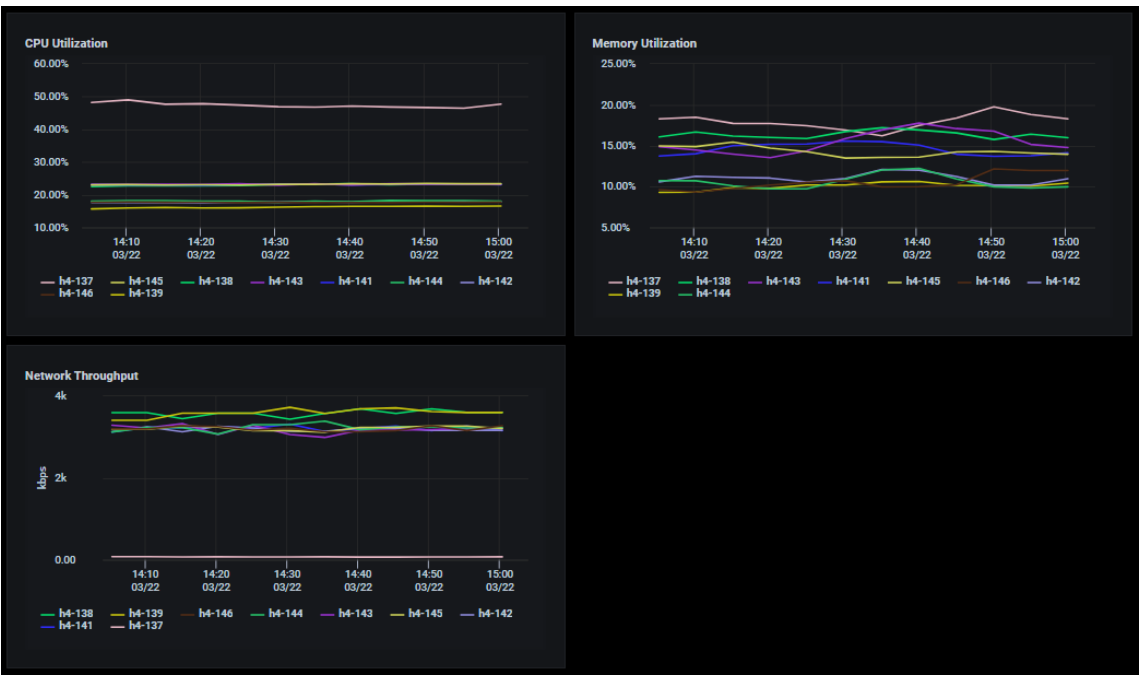 CPU Utilization
60.00%
50.00%
40.00%
30.00%
20.00%
10.00%
14:10 14:20 14:30 14:40 14:50 15:00
03/22 03/22 03/22 03/22 03/22 03/22
h4-137 h4-145 h4-138 h4-143 h4-141 h4-144 h4-142
h4-146 h4-139
Memory Utilization
25.00%
20.00%
15.00%
10.00%
5.00%
14:10 14:20 14:30 14:40 14:50 15:00
03/22 03/22 03/22 03/22 03/22 03/22
h4-137 h4-138 h4-143 h4-141 h4-145 h4-146 h4-142
h4-139 h4-144
Network Throughput
4k
kbps
2k
0.00
14:10 14:20 14:30 14:40 14:50 15:00
03/22 03/22 03/22 03/22 03/22 03/22
h4-138 h4-139 h4-146 h4-144 h4-143 h4-145 h4-142
h4-141 h4-137